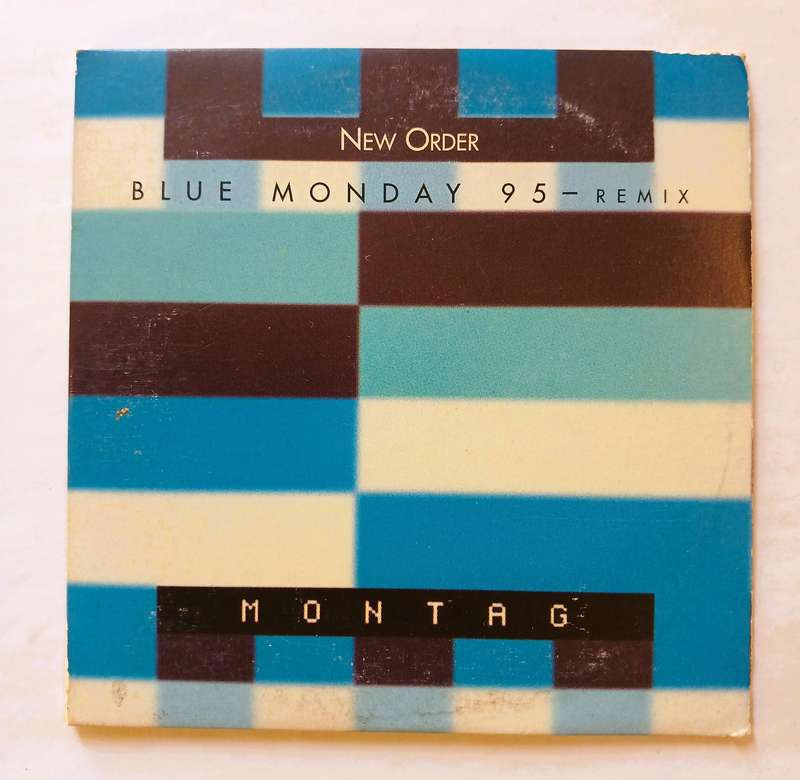 NEW ORDER
BLUE MONDAY 95 – REMIX
MONTAG